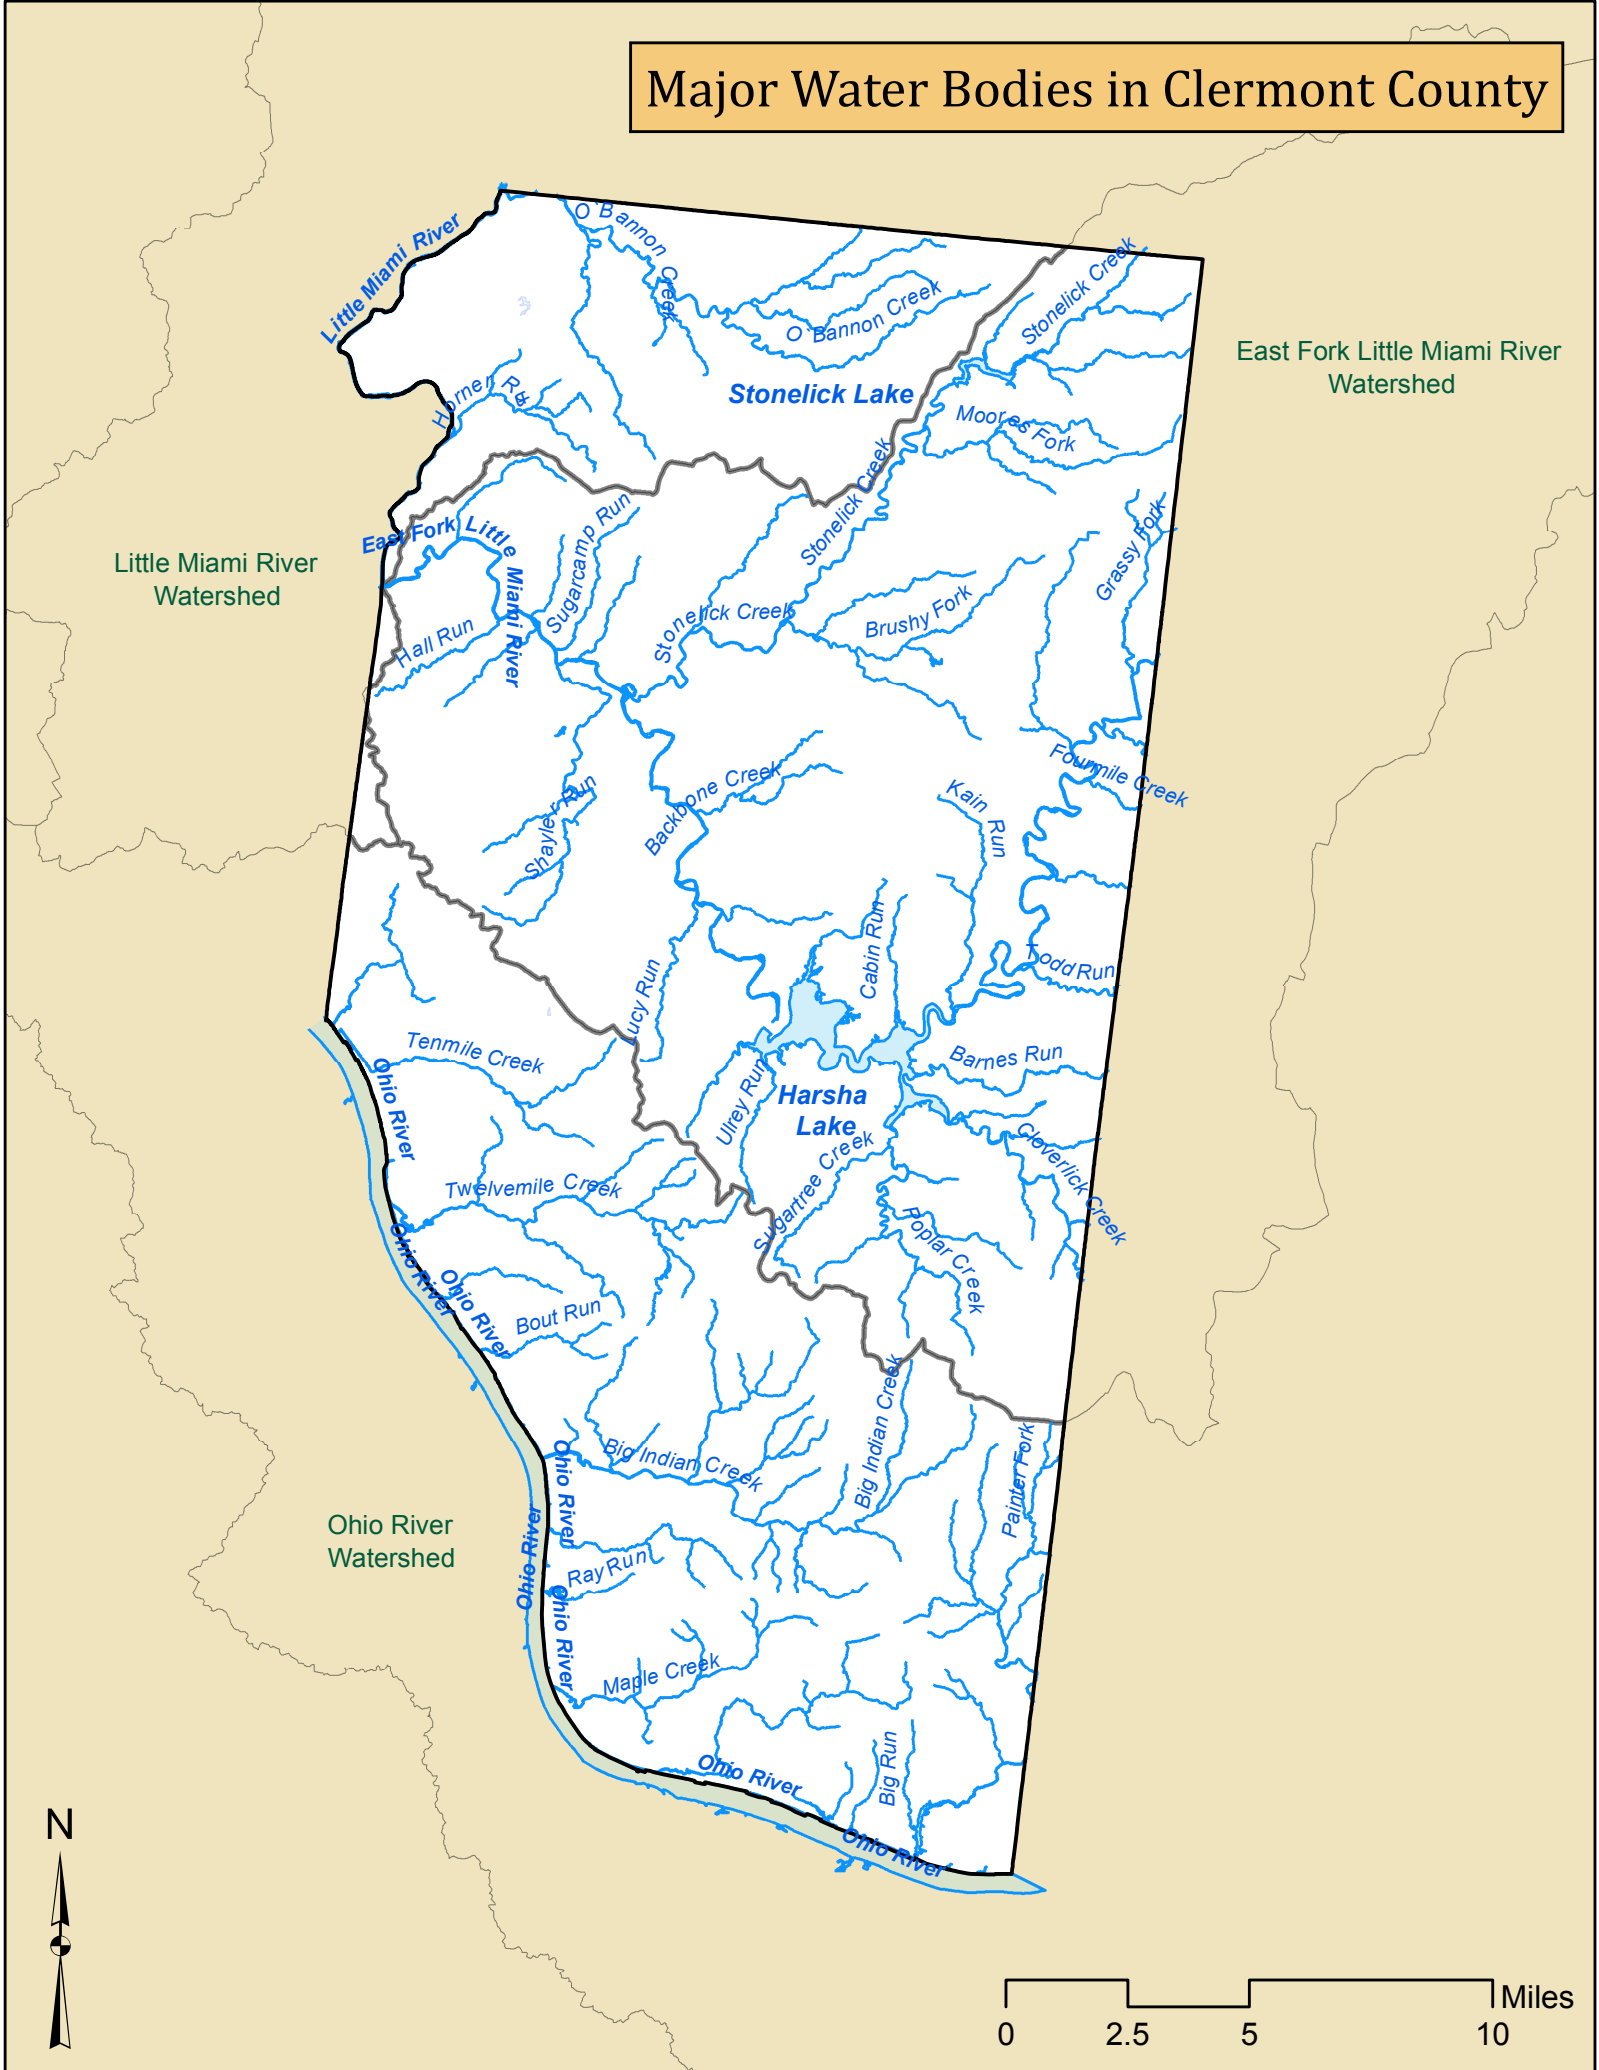 Major Water Bodies in Clermont County
Little Miami River
O`Bannon Creek
O`Bannon Creek
Stonelick Creek
East Fork Little Miami River
Watershed
Stonelick Lake
Horner Run
Moores Fork
Stonelick Creek
East Fork Little Miami River
Sugarcamp Run
Grassy Fork
Little Miami River
Watershed
Hall Run
Stonelick Creek
Brushy Fork
Fourmile Creek
Backbone Creek
Kain Run
Shayler Run
Cabin Run
Todd Run
Lucy Run
Tenmile Creek
Barnes Run
Ohio River
Ulrey Run
Harsha
Lake
Cloverlick Creek
Sugartree Creek
Twelvemile Creek
Poplar Creek
Ohio River
Ohio River
Bout Run
Big Indian Creek
Big Indian Creek
Painter Fork
Ohio River
Ohio River
Ohio River
Watershed
Ray Run
Ohio River
Maple Creek
Big Run
Ohio River
Ohio River
N
Miles
0 2.5 5 10